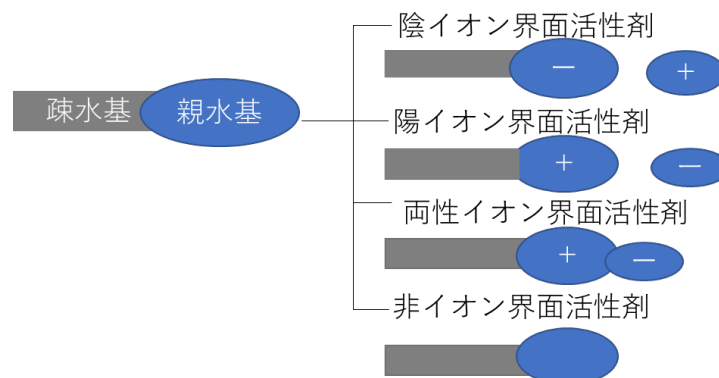 陰イオン界面活性剤
－
＋
疎水基
親水基
陽イオン界面活性剤
＋
－
両性イオン界面活性剤
＋
－
非イオン界面活性剤